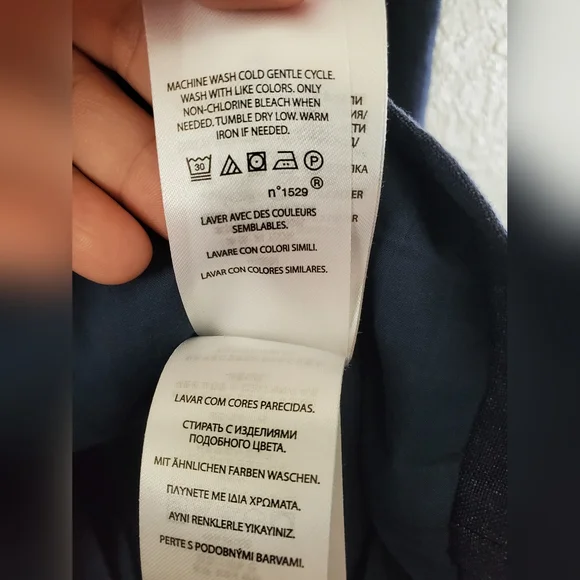 MACHINE WASH COLD GENTLE CYCLE.
WASH WITH LIKE COLORS. ONLY
NON-CHLORINE BLEACH WHEN
NEEDED. TUMBLE DRY LOW. WARM
IRON IF NEEDED.
30
P
n°1529 ®
LAVER AVEC DES COULEURS
SEMBLABLES.
LAVARE CON COLORI SIMILI.
LAVAR CON COLORES SIMILARES.
LAVAR COM CORES PARECIDAS.
СТИРАТЬ С ИЗДЕЛИЯМИ
ПОДОБНОГО ЦВЕТА.
MIT ÄHNLICHEN FARBEN WASCHEN.
ΠΛΥΝΕΤΕ ΜΕ ΙΔΙΑ ΧΡΩΜΑΤΑ.
AYNI RENKLERLE YIKAYINIZ.
PERTE S PODOBNÝMI BARVAMI.